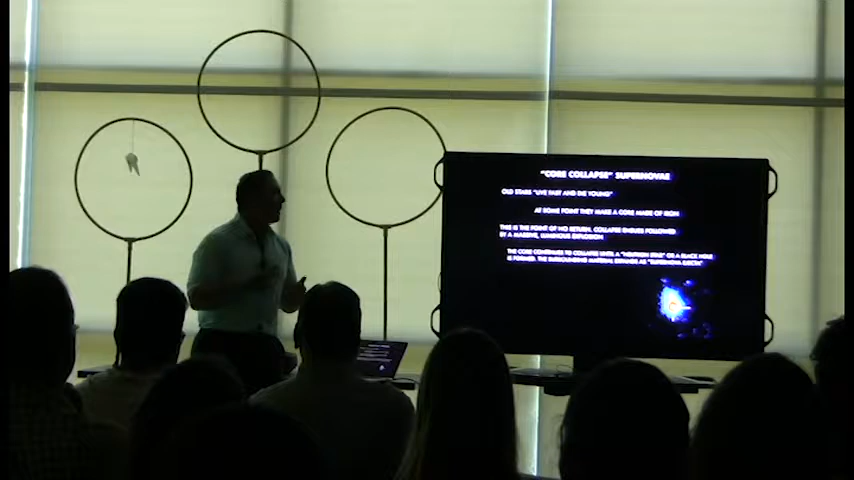 "CORE COLLAPSE" SUPERNOVAE
OLD STARS "LIVE FAST AND DIE YOUNG"
AT SOME POINT THEY MAKE A CORE MADE OF IRON
THIS IS THE POINT OF NO RETURN. COLLAPSE ENSUES FOLLOWED
BY A MASSIVE, LUMINOUS EXPLOSION
THE CORE CONTINUES TO COLLAPSE UNTIL A "NEUTRON STAR" OR A BLACK HOLE
IS FORMED. THE SURROUNDING MATERIAL EXPANDS AS "SUPERNOVA EJECTA"